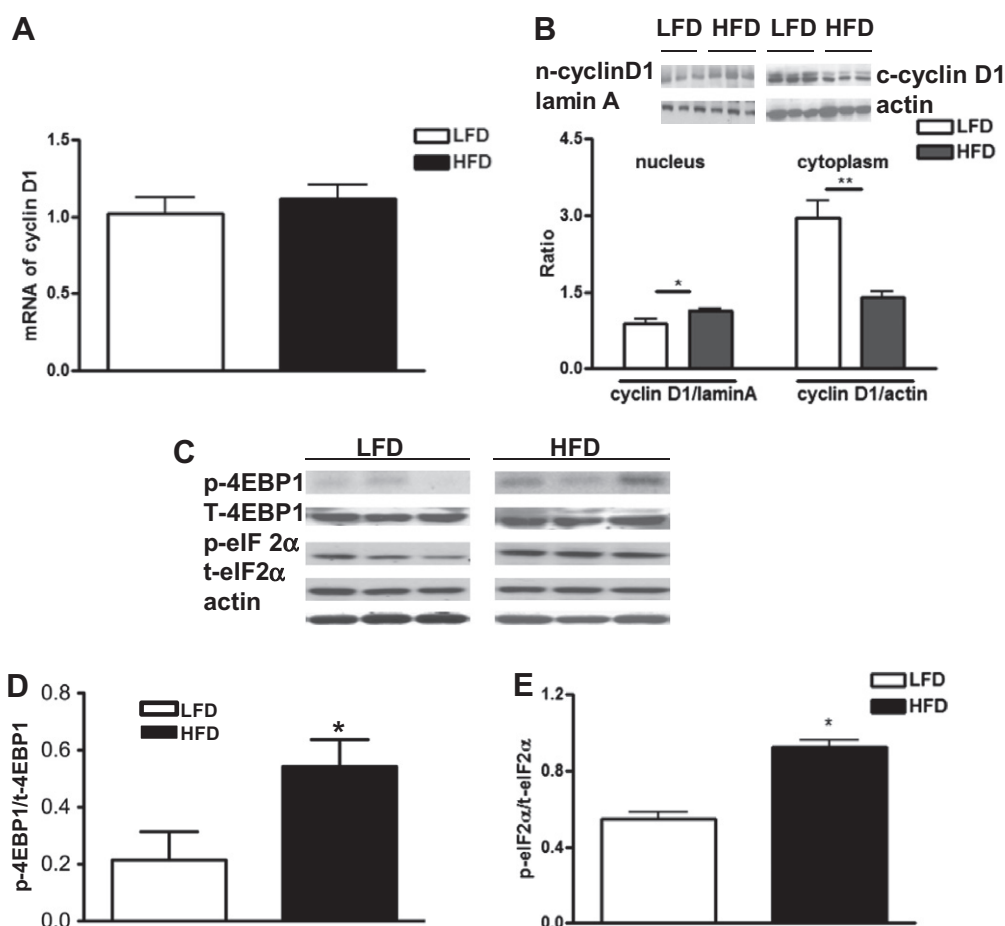 A
LFD
HFD
mRNA of cyclin D1
1.5
1.0
0.5
0.0
B
LFD HFD LFD HFD
n-cyclinD1
lamin A
c-cyclin D1
actin
LFD
HFD
Ratio
4.5
3.0
1.5
0.0
nucleus
cytoplasm
*
**
cyclin D1/laminA
cyclin D1/actin
C
LFD
HFD
p-4EBP1
T-4EBP1
p-eIF 2α
t-eIF2α
actin
D
LFD
HFD
p-4EBP1/t-4EBP1
0.8
0.6
0.4
0.2
0.0
*
E
LFD
HFD
p-eIF2α/t-eIF2α
1.2
0.8
0.4
0.0
*